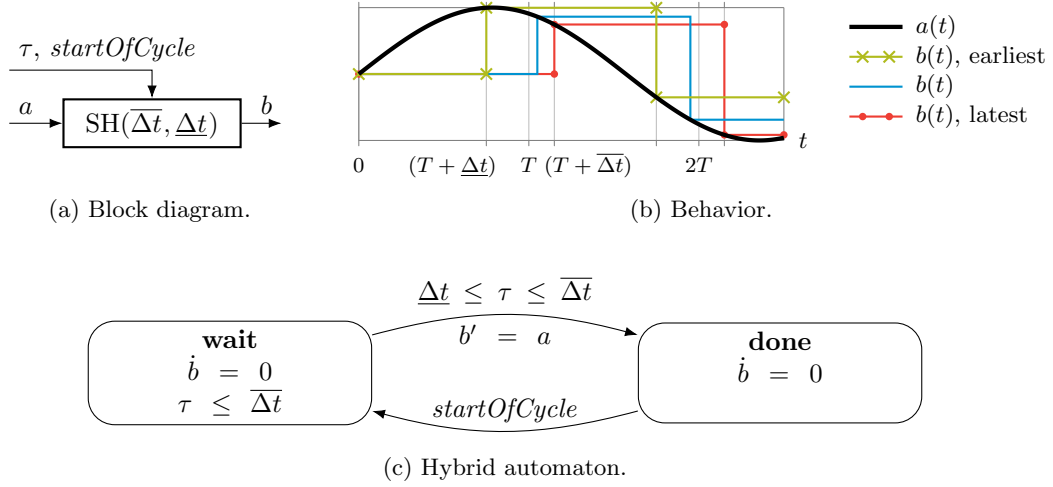 τ, startOfCycle
a
SH(Δt̅, Δt̲)
b
a(t)
b(t), earliest
b(t)
b(t), latest
t
0 (T + Δt̲) T (T + Δt̅) 2T
(a) Block diagram.
(b) Behavior.
Δt̲ ≤ τ ≤ Δt̅
b′ = a
wait
ḃ = 0
τ ≤ Δt̅
done
ḃ = 0
startOfCycle
(c) Hybrid automaton.